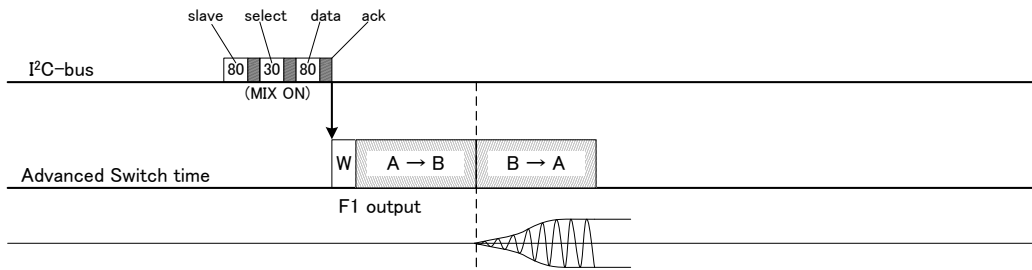 slave select data ack
I²C-bus 80 30 80
(MIX ON)
W A → B B → A
Advanced Switch time
F1 output